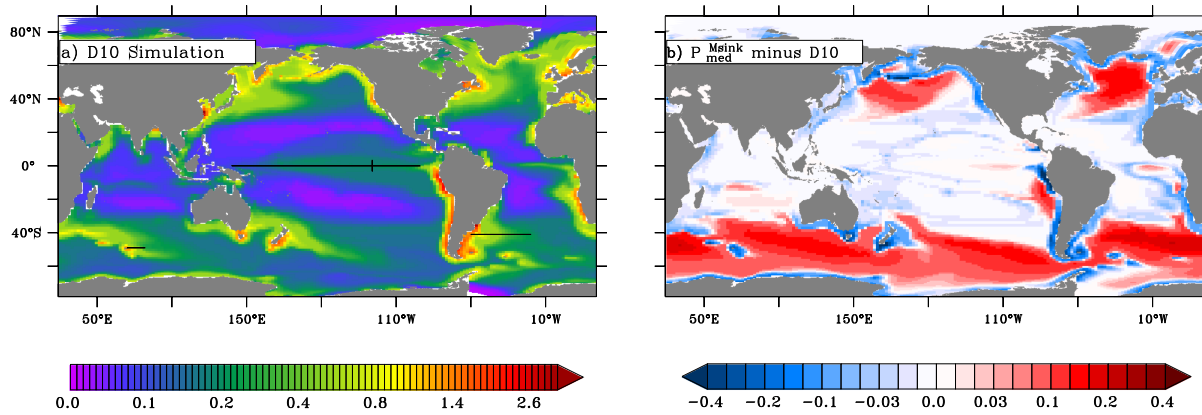 a) D10 Simulation
80°N
40°N
0°
40°S
50°E 150°E 110°W 10°W
0.0 0.1 0.2 0.4 0.8 1.4 2.6
b) P Mφsink med minus D10
50°E 150°E 110°W 10°W
-0.4 -0.2 -0.1 -0.03 0.0 0.03 0.1 0.2 0.4